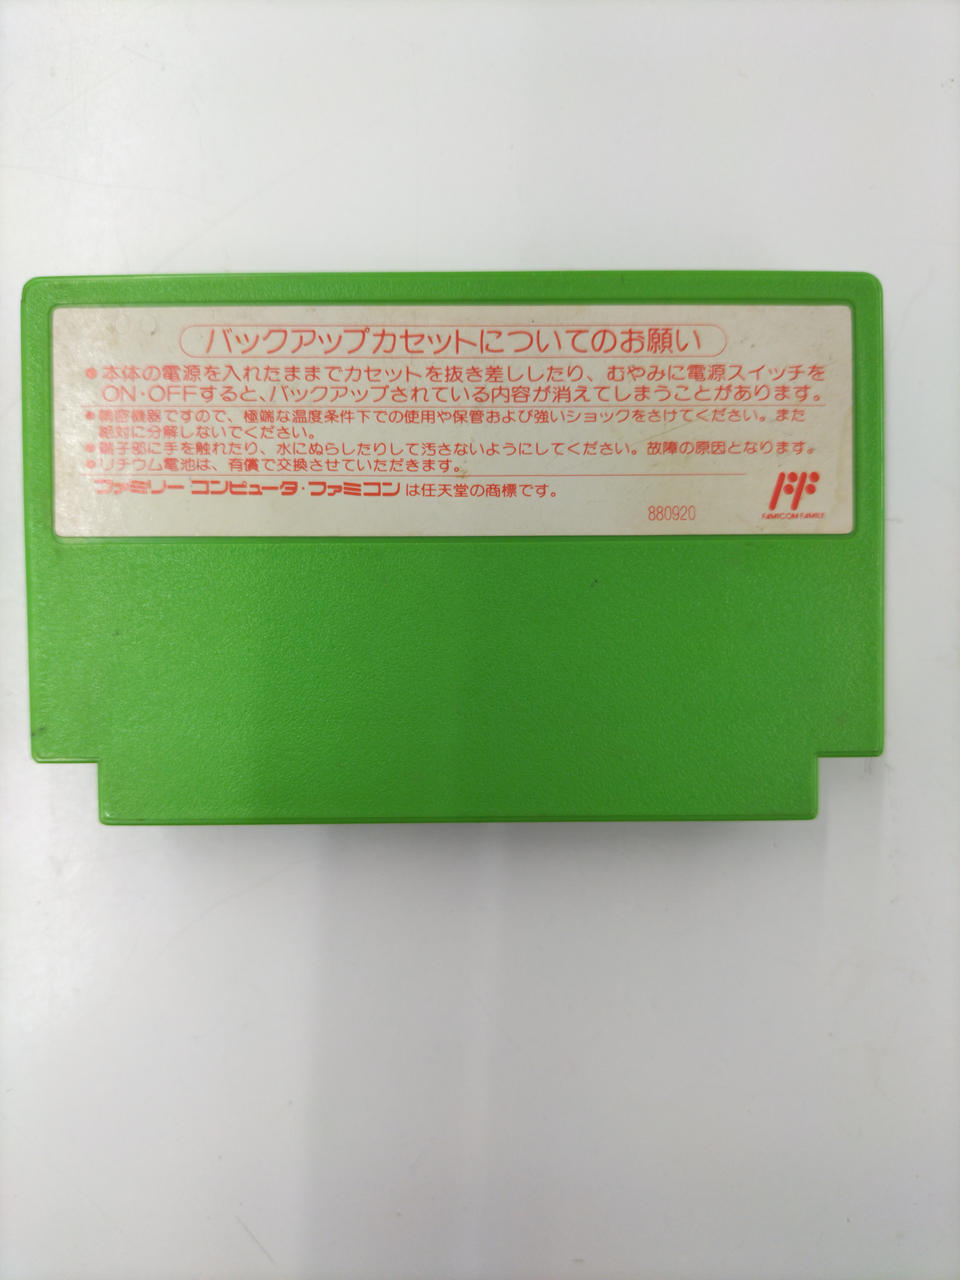 バックアップカセットについてのお願い
●本体の電源を入れたままでカセットを抜き差ししたり、むやみに電源スイッチを
ON・OFFすると、バックアップされている内容が消えてしまうことがあります。
●精密機器ですので、極端な温度条件下での使用や保管および強いショックをさけてください。また
絶対に分解しないでください。
●端子部に手を触れたり、水にぬらしたりして汚さないようにしてください。故障の原因となります。
●リチウム電池は、有償で交換させていただきます。
ファミリー コンピュータ・ファミコンは任天堂の商標です。
880920
FAMICOM FAMILY